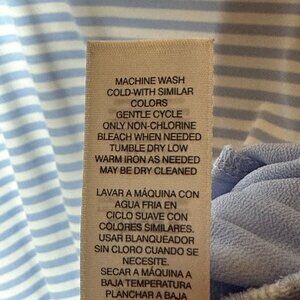 MACHINE WASH
COLD-WITH SIMILAR
COLORS
GENTLE CYCLE
ONLY NON-CHLORINE
BLEACH WHEN NEEDED
TUMBLE DRY LOW
WARM IRON AS NEEDED
MAY BE DRY CLEANED
LAVAR A MÁQUINA CON
AGUA FRIA EN
CICLO SUAVE CON
COLORES SIMILARES.
USAR BLANQUEADOR
SIN CLORO CUANDO SE
NECESITE.
SECAR A MÁQUINA A
BAJA TEMPERATURA
PLANCHAR A BAJA